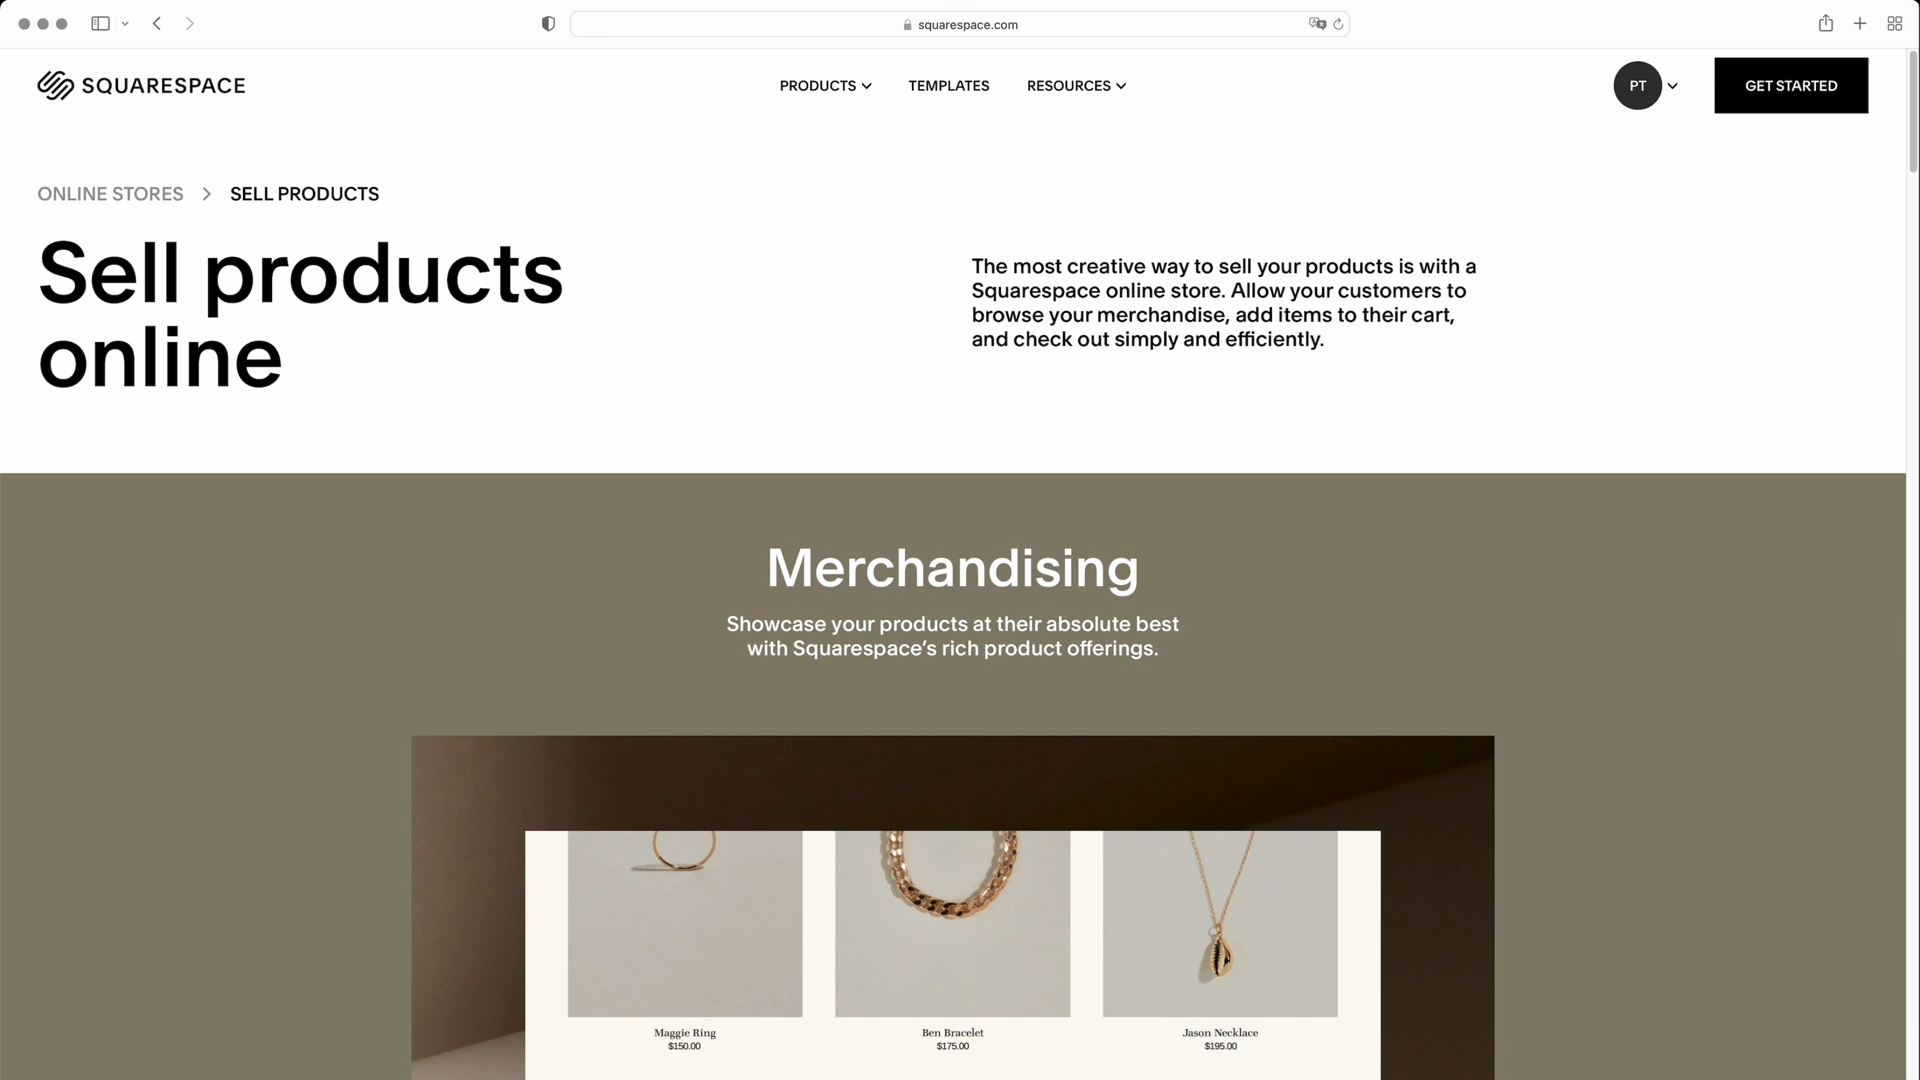 squarespace.com
SQUARESPACE
PRODUCTS
TEMPLATES
RESOURCES
PT
GET STARTED
ONLINE STORES > SELL PRODUCTS
Sell products
online
The most creative way to sell your products is with a
Squarespace online store. Allow your customers to
browse your merchandise, add items to their cart,
and check out simply and efficiently.
Merchandising
Showcase your products at their absolute best
with Squarespace’s rich product offerings.
Maggie Ring
$150.00
Ben Bracelet
$175.00
Jason Necklace
$195.00